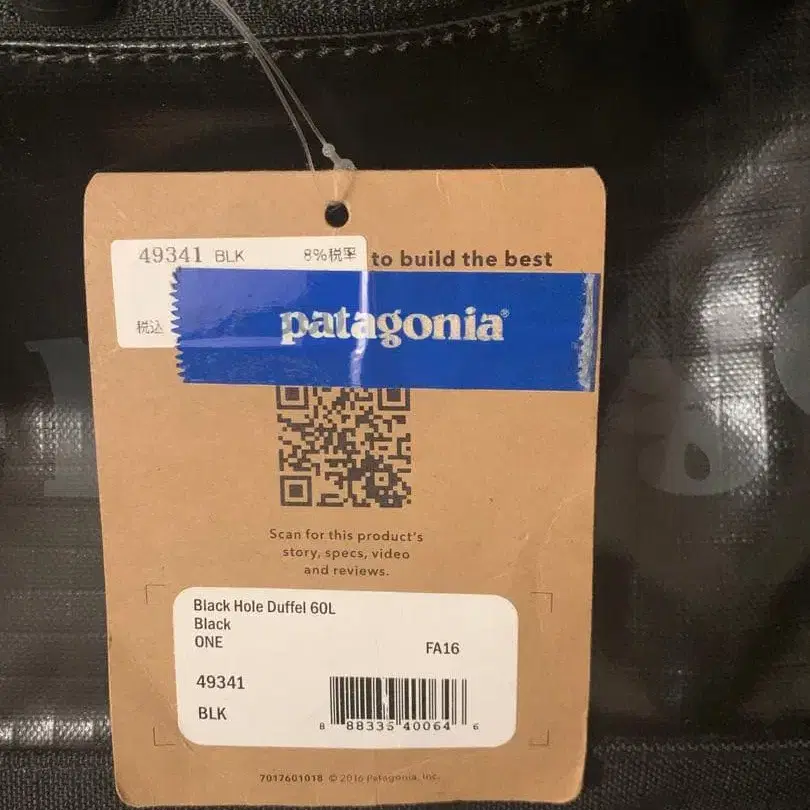 49341 BLK 8%税率
to build the best
税込
patagonia®
Scan for this product's
story, specs, video
and reviews.
Black Hole Duffel 60L
Black
ONE
FA16
49341
BLK
8 88335 40064 6
7017601018 © 2016 Patagonia, Inc.